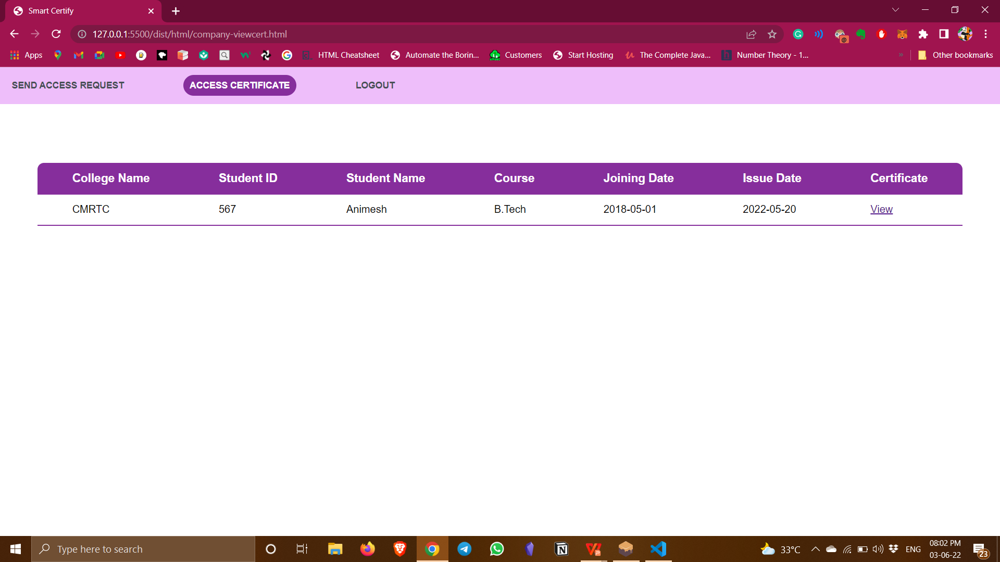 Smart Certify
127.0.0.1:5500/dist/html/company-viewcert.html
Apps HTML Cheatsheet Automate the Borin... Customers Start Hosting The Complete Java... Number Theory - 1... » Other bookmarks
SEND ACCESS REQUEST ACCESS CERTIFICATE LOGOUT
College Name Student ID Student Name Course Joining Date Issue Date Certificate
CMRTC 567 Animesh B.Tech 2018-05-01 2022-05-20 View
Type here to search 33°C ENG 08:02 PM
03-06-22 23